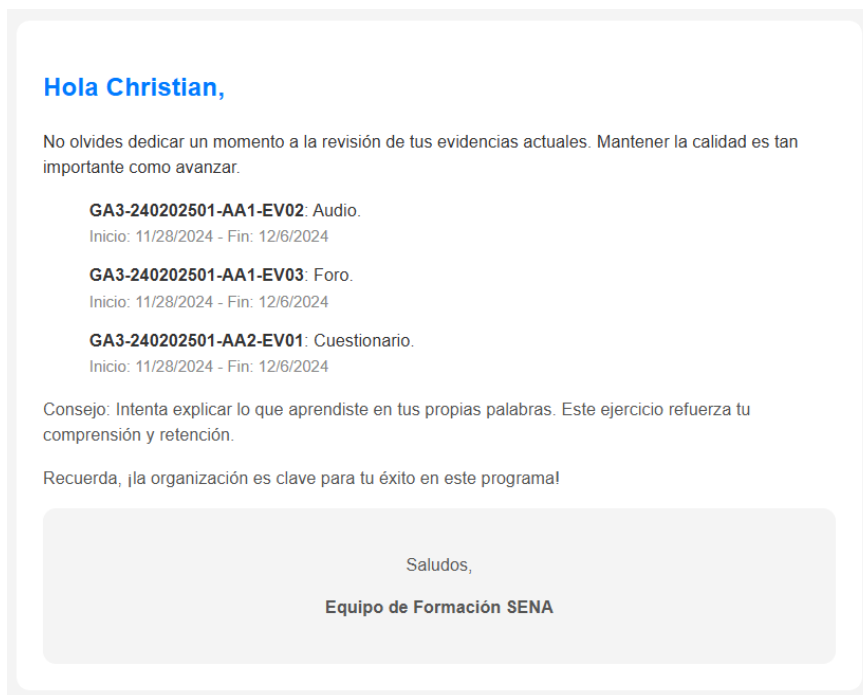 Hola Christian,
No olvides dedicar un momento a la revisión de tus evidencias actuales. Mantener la calidad es tan
importante como avanzar.
GA3-240202501-AA1-EV02: Audio.
Inicio: 11/28/2024 - Fin: 12/6/2024
GA3-240202501-AA1-EV03: Foro.
Inicio: 11/28/2024 - Fin: 12/6/2024
GA3-240202501-AA2-EV01: Cuestionario.
Inicio: 11/28/2024 - Fin: 12/6/2024
Consejo: Intenta explicar lo que aprendiste en tus propias palabras. Este ejercicio refuerza tu
comprensión y retención.
Recuerda, ¡la organización es clave para tu éxito en este programa!
Saludos,
Equipo de Formación SENA